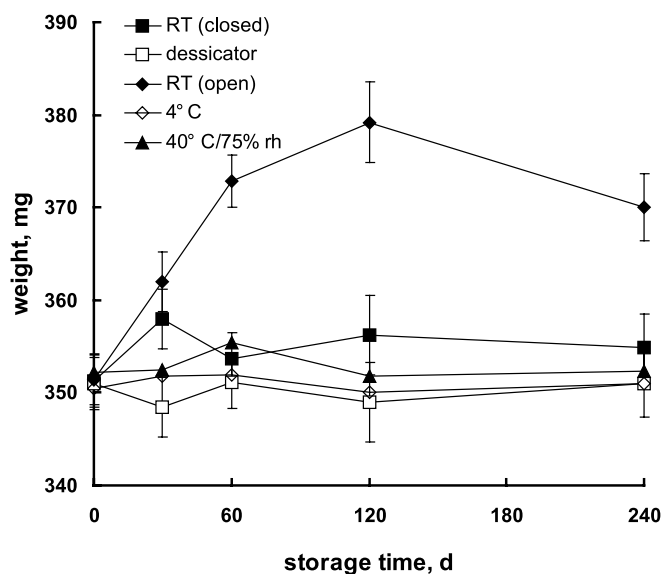 390
380
370
360
350
340
weight, mg
RT (closed)
dessicator
RT (open)
4° C
40° C/75% rh
0
60
120
180
240
storage time, d